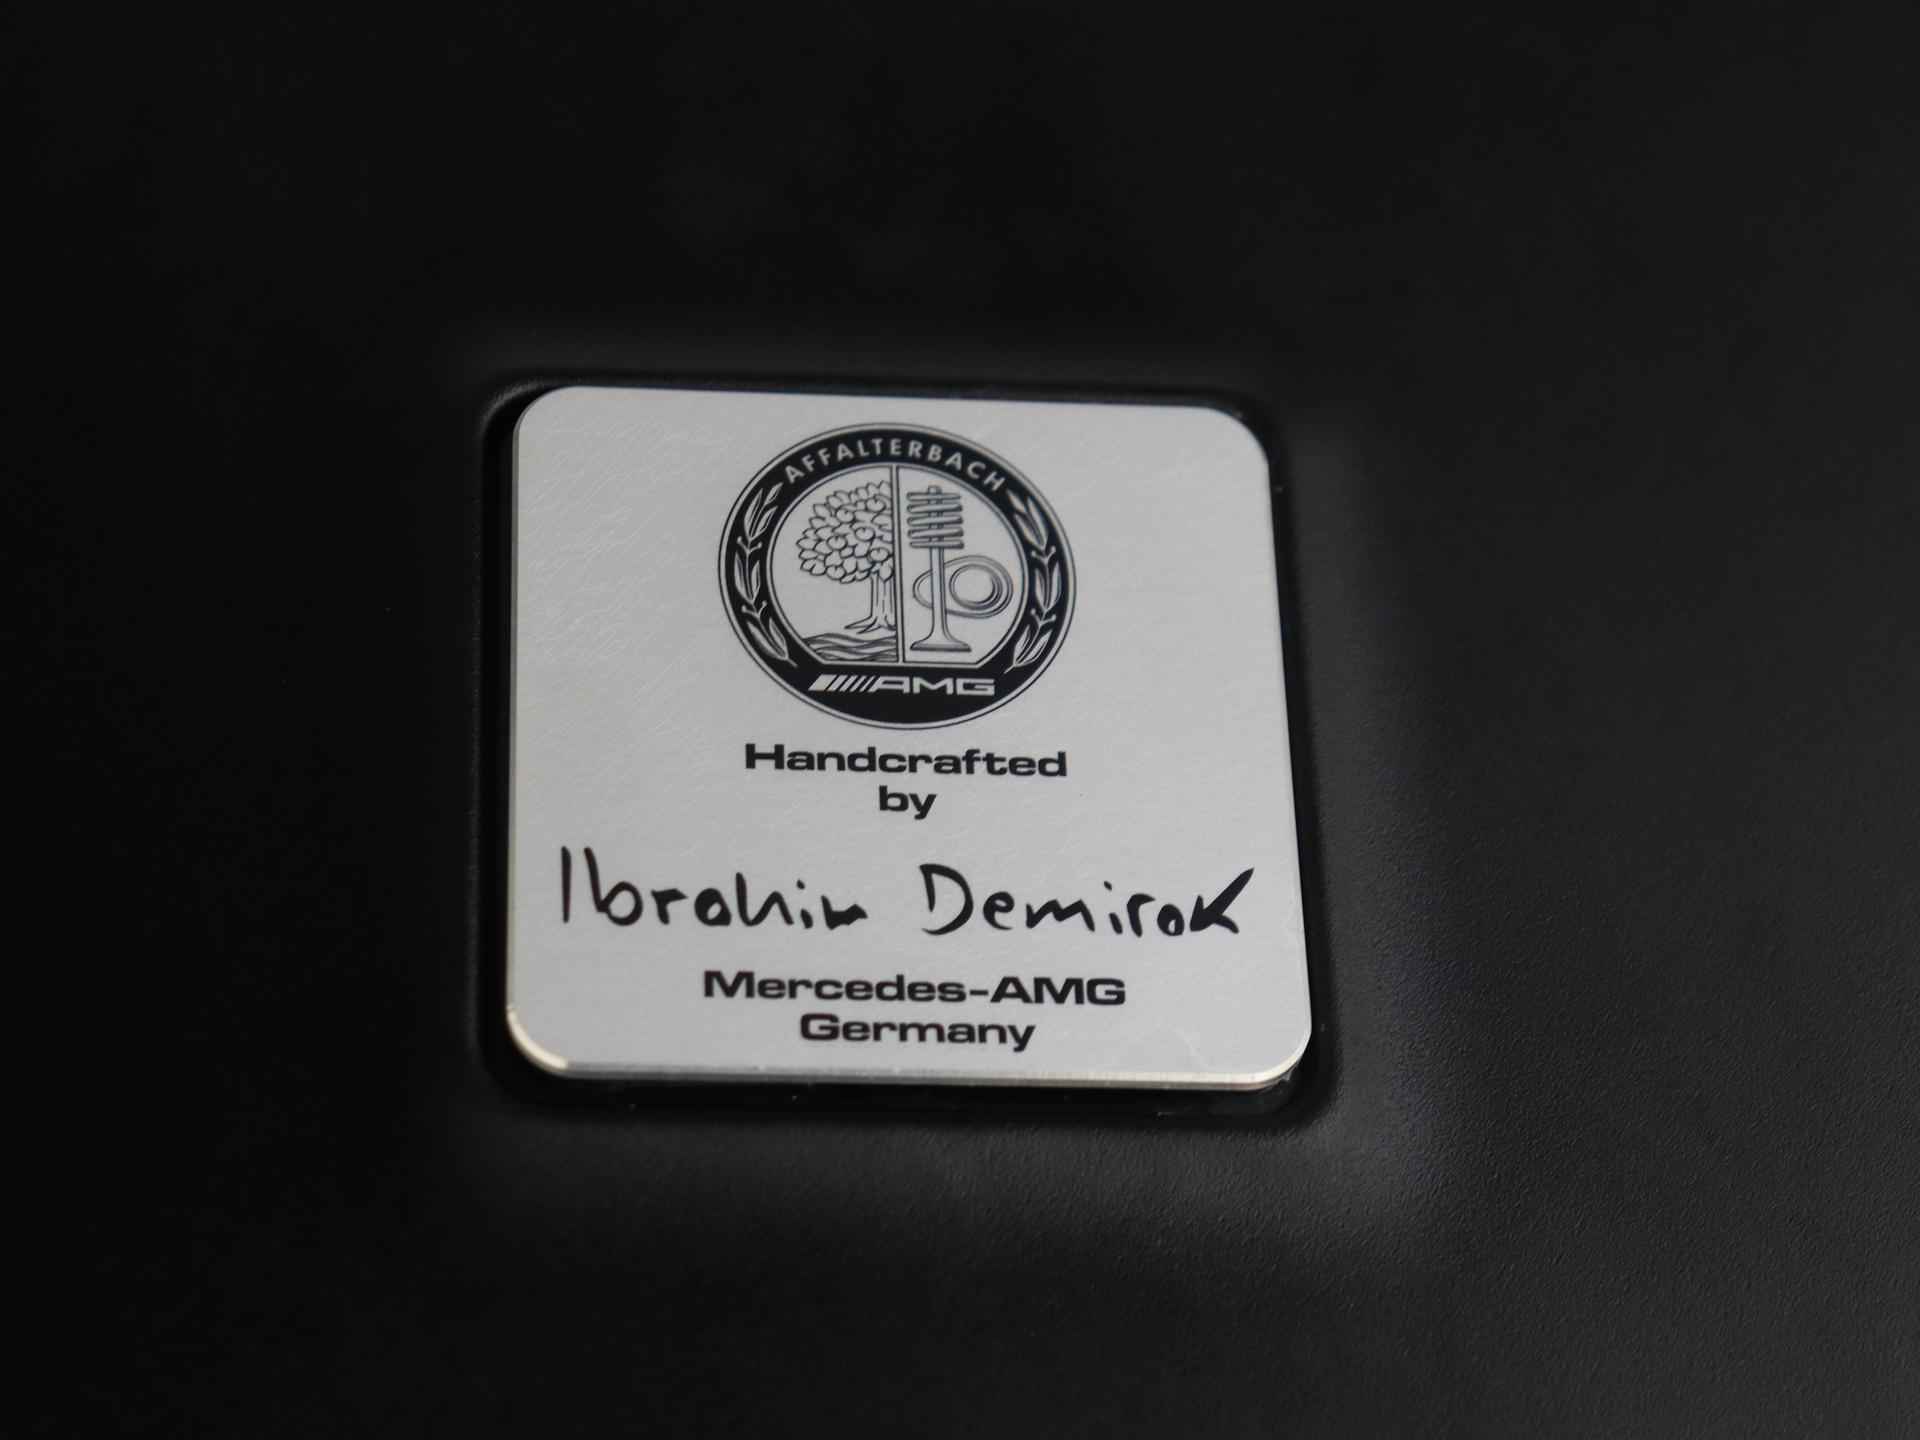 AFFALTERBACH
AMG
Handcrafted
by
Ibrahim Demirok
Mercedes-AMG
Germany